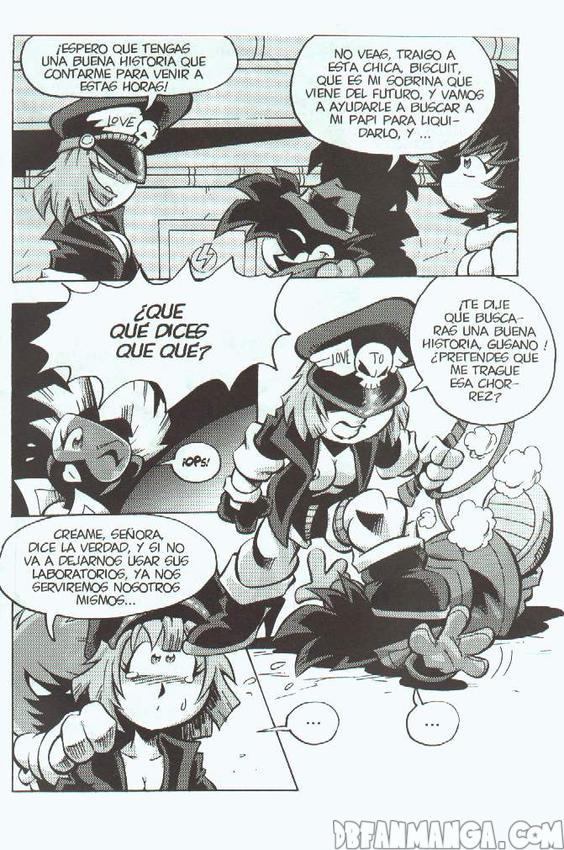 ¡ESPERO QUE TENGAS
UNA BUENA HISTORIA QUE
CONTARME PARA VENIR A
ESTAS HORAS!
NO VEAS, TRAIGO A
ESTA CHICA, BISCUIT,
QUE ES MI SOBRINA QUE
VIENE DEL FUTURO, Y VAMOS
A AYUDARLE A BUSCAR A
MI PAPI PARA LIQUI-
DARLO, Y ...
LOVE
¿QUE
QUÉ DICES
QUE QUÉ?
¡OPS!
¡TE DIJE
QUE BUSCA-
RAS UNA BUENA
HISTORIA, GUSANO!
¿PRETENDES QUE
ME TRAGUE
ESA CHOR-
REZ?
LOVE TO
CREAME, SEÑORA,
DICE LA VERDAD, Y SI NO
VA A DEJARNOS USAR SUS
LABORATORIOS, YA NOS
SERVIREMOS NOSOTROS
MISMOS...
...
...
DBFANMANGA.COM